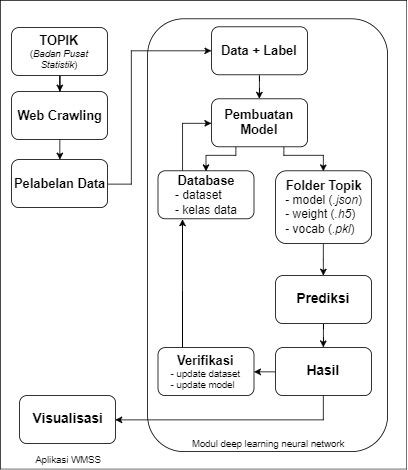 TOPIK
(Badan Pusat
Statistik)
Web Crawling
Pelabelan Data
Data + Label
Pembuatan
Model
Database
- dataset
- kelas data
Folder Topik
- model (.json)
- weight (.h5)
- vocab (.pkl)
Prediksi
Hasil
Verifikasi
- update dataset
- update model
Visualisasi
Modul deep learning neural network
Aplikasi WMSS